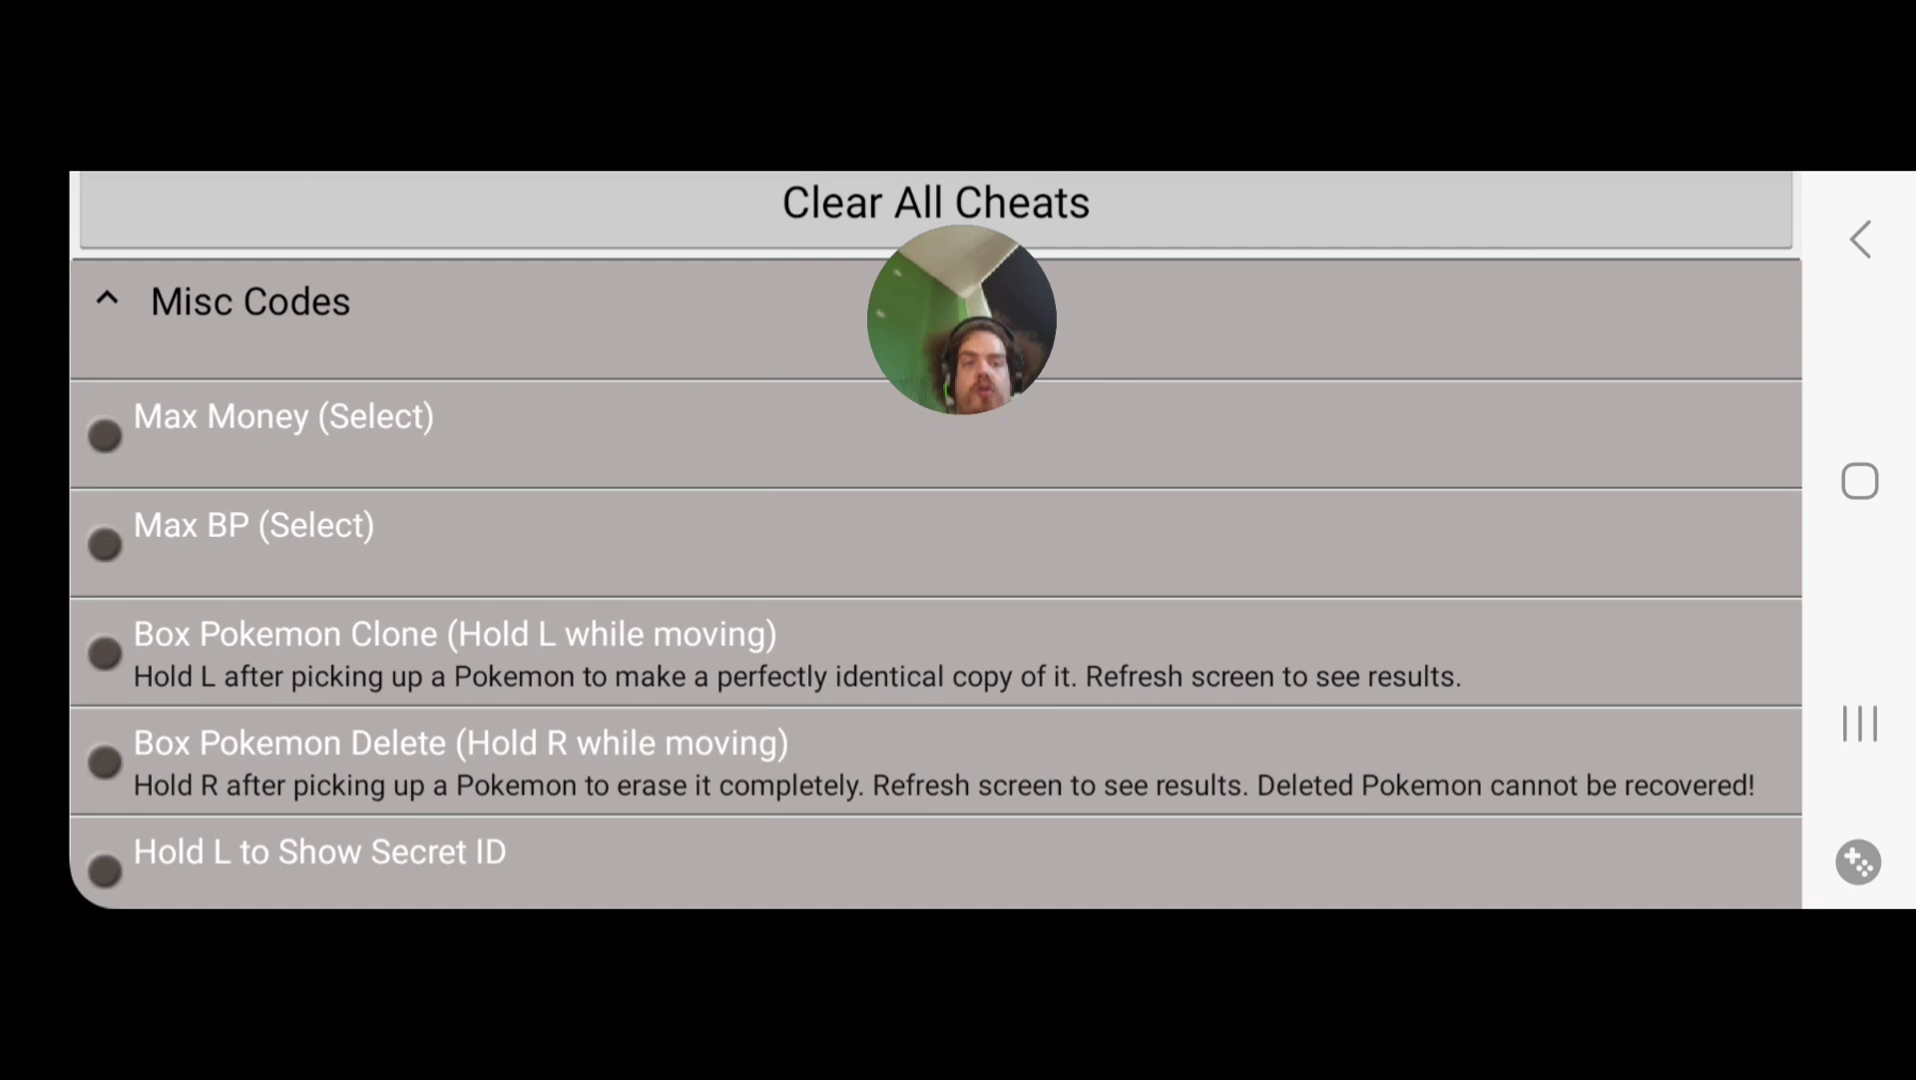 Clear All Cheats
Misc Codes
Max Money (Select)
Max BP (Select)
Box Pokemon Clone (Hold L while moving)
Hold L after picking up a Pokemon to make a perfectly identical copy of it. Refresh screen to see results.
Box Pokemon Delete (Hold R while moving)
Hold R after picking up a Pokemon to erase it completely. Refresh screen to see results. Deleted Pokemon cannot be recovered!
Hold L to Show Secret ID